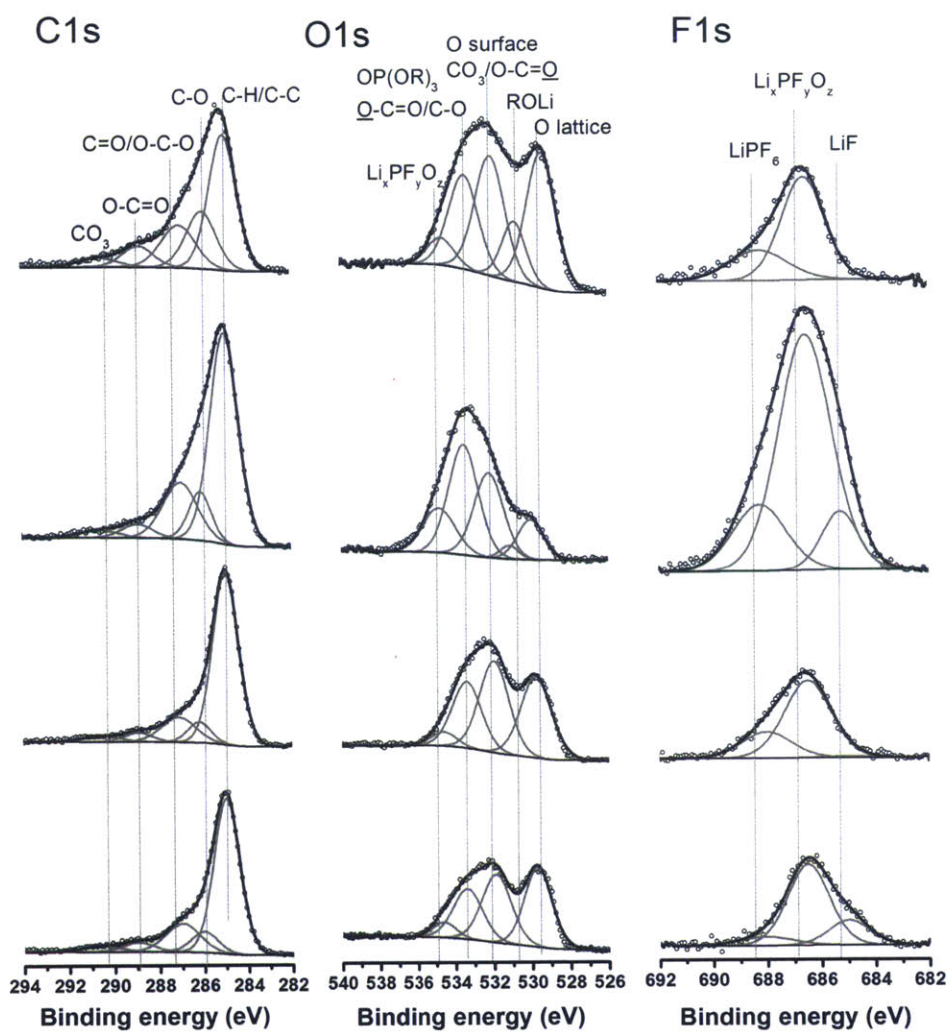 C1s
C-O C-H/C-C
C=O/O-C-O
O-C=O
CO₃
O1s
O surface
OP(OR)₃ CO₃/O-C=O
O-C=O/C-O ROLi
O lattice
LiₓPFᵧO_z
F1s
LiₓPFᵧO_z
LiPF₆ LiF
294 292 290 288 286 284 282
Binding energy (eV)
540 538 536 534 532 530 528 526
Binding energy (eV)
692 690 688 686 684 682
Binding energy (eV)